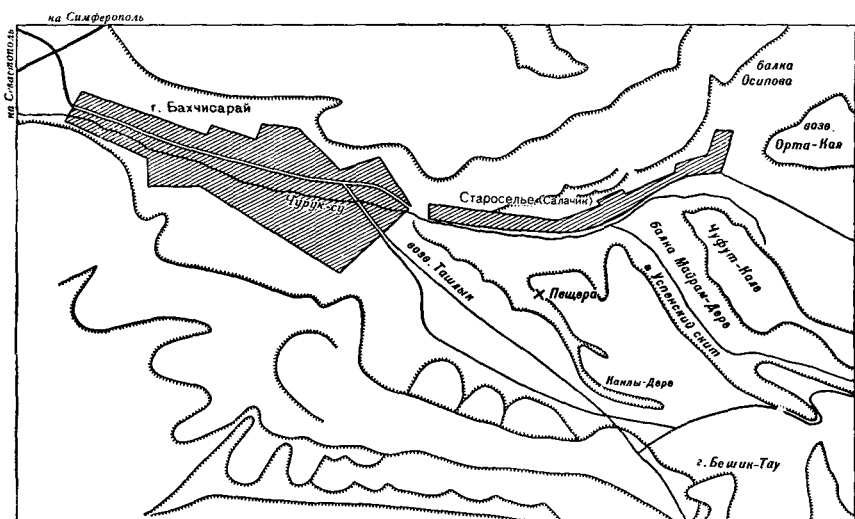 на Симферополь
на Севастополь
г. Бахчисарай
балка
Осипова
возв.
Орта-Кая
Староселье (Салачик)
Чурук-су
возв. Ташлык
Пещера
балка Майрам-Дере
Успенский скит
Чуфут-Кале
Канлы-Дере
г. Бешик-Тау